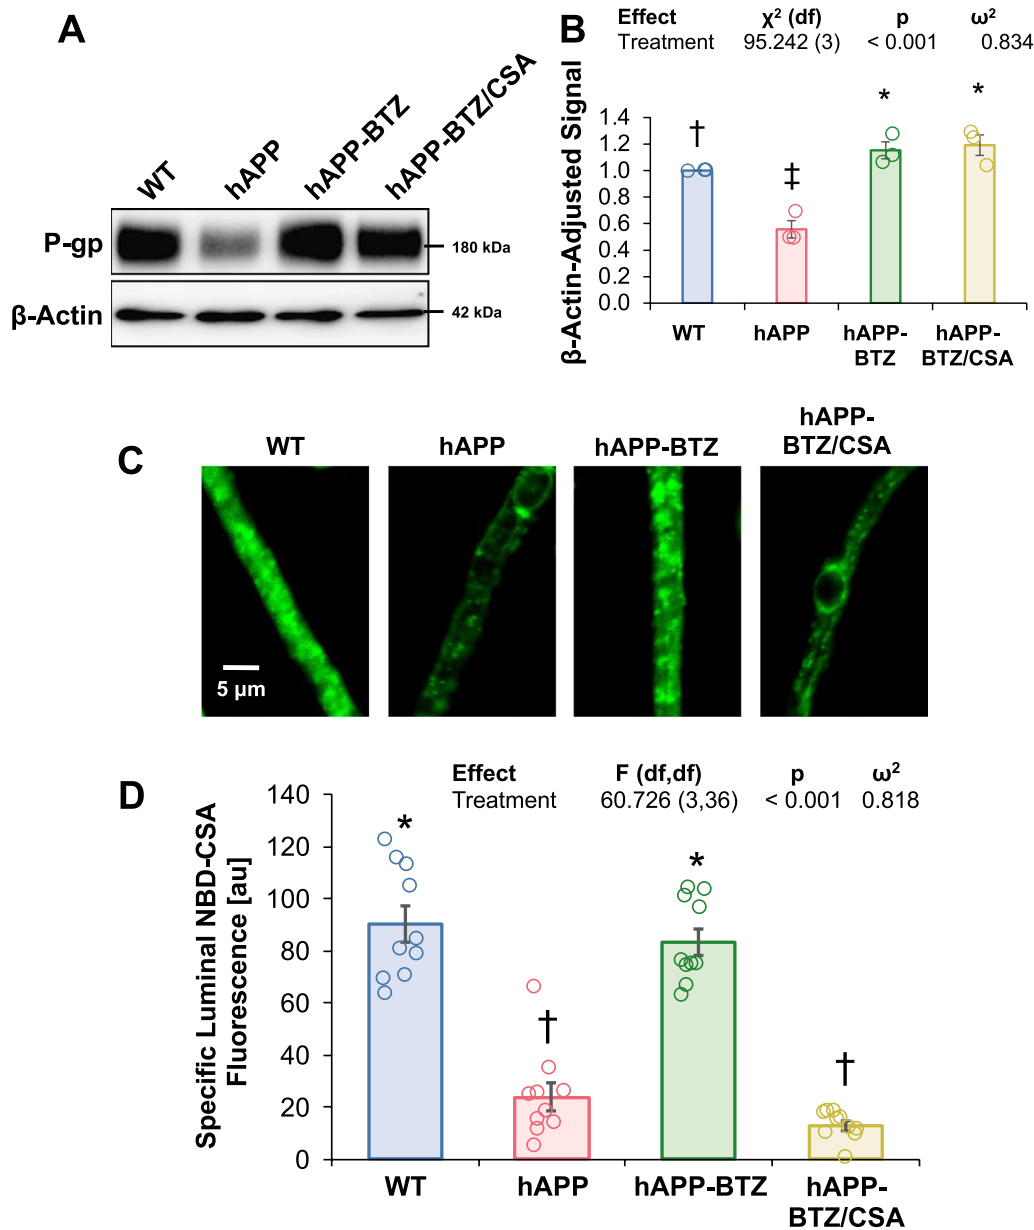 A
WT
hAPP
hAPP-BTZ
hAPP-BTZ/CSA
P-gp
180 kDa
β-Actin
42 kDa
B
Effect χ² (df) p ω²
Treatment 95.242 (3) < 0.001 0.834
β-Actin-Adjusted Signal
1.4
1.2
1.0
0.8
0.6
0.4
0.2
0.0
†
‡
*
*
WT
hAPP
hAPP-
BTZ
hAPP-
BTZ/CSA
C
WT
hAPP
hAPP-BTZ
hAPP-
BTZ/CSA
5 μm
D
Effect F (df,df) p ω²
Treatment 60.726 (3,36) < 0.001 0.818
Specific Luminal NBD-CSA
Fluorescence [au]
140
120
100
80
60
40
20
0
*
†
*
†
WT
hAPP
hAPP-BTZ
hAPP-
BTZ/CSA